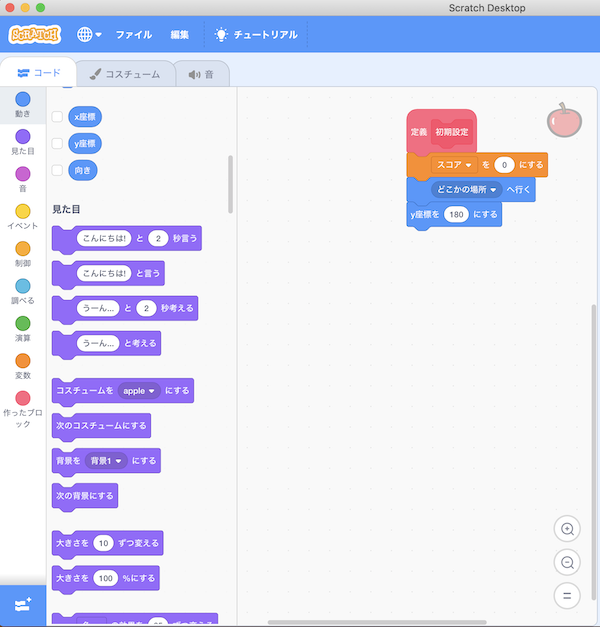 Scratch Desktop
SCRATCH ファイル 編集 チュートリアル
コード コスチューム 音
動き
見た目
音
イベント
制御
調べる
演算
変数
作ったブロック
x座標
y座標
向き
見た目
こんにちは! と 2 秒言う
こんにちは! と言う
うーん... と 2 秒考える
うーん... と考える
コスチュームを apple にする
次のコスチュームにする
背景を 背景1 にする
次の背景にする
大きさを 10 ずつ変える
大きさを 100 %にする
定義 初期設定
スコア を 0 にする
どこかの場所 へ行く
y座標を 180 にする